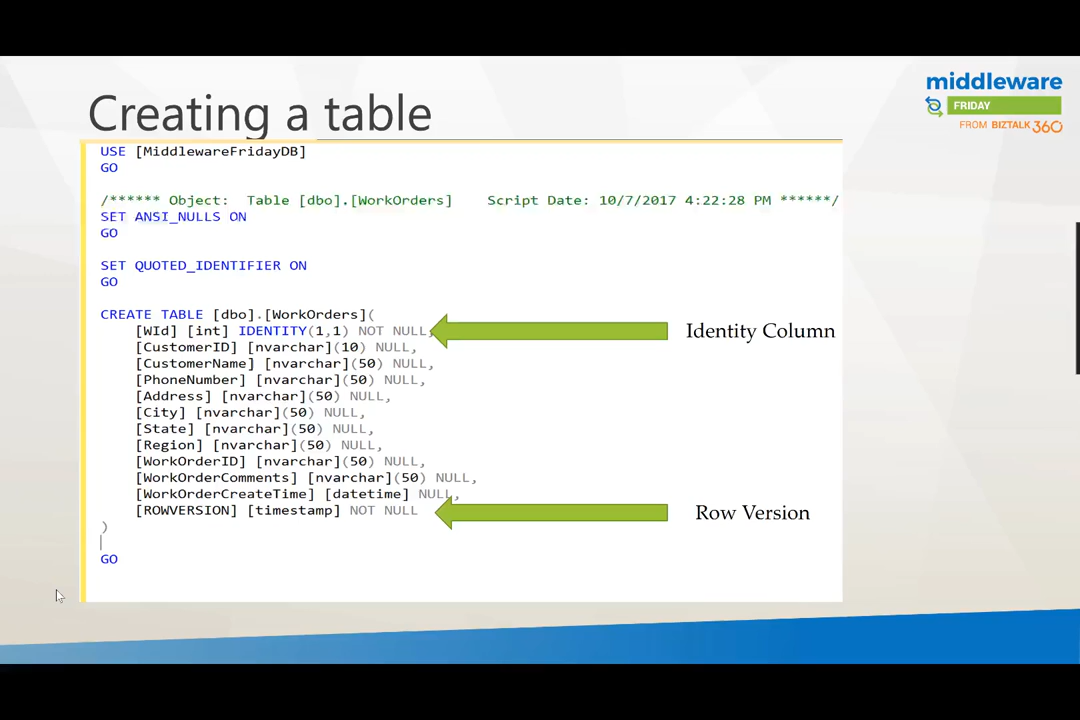 middleware
FRIDAY
FROM BIZTALK 360
Creating a table
USE [MiddlewareFridayDB]
GO
/****** Object:  Table [dbo].[WorkOrders]    Script Date: 10/7/2017 4:22:28 PM ******/
SET ANSI_NULLS ON
GO
SET QUOTED_IDENTIFIER ON
GO
CREATE TABLE [dbo].[WorkOrders](
[WId] [int] IDENTITY(1,1) NOT NULL,
Identity Column
[CustomerID] [nvarchar](10) NULL,
[CustomerName] [nvarchar](50) NULL,
[PhoneNumber] [nvarchar](50) NULL,
[Address] [nvarchar](50) NULL,
[City] [nvarchar](50) NULL,
[State] [nvarchar](50) NULL,
[Region] [nvarchar](50) NULL,
[WorkOrderID] [nvarchar](50) NULL,
[WorkOrderComments] [nvarchar](50) NULL,
[WorkOrderCreateTime] [datetime] NULL,
[ROWVERSION] [timestamp] NOT NULL
Row Version
)
GO